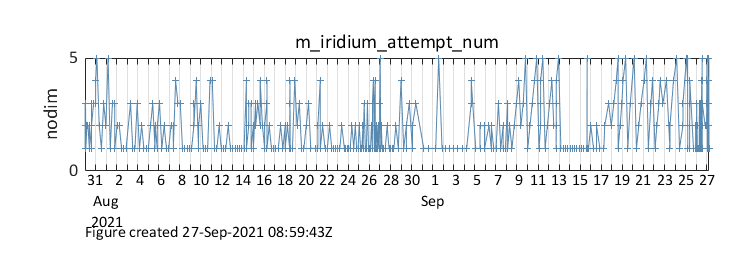 m_iridium_attempt_num
5
nodim
0
31 2 4 6 8 10 12 14 16 18 20 22 24 26 28 30 1 3 5 7 9 11 13 15 17 19 21 23 25 27
Aug Sep
2021
Figure created 27-Sep-2021 08:59:43Z